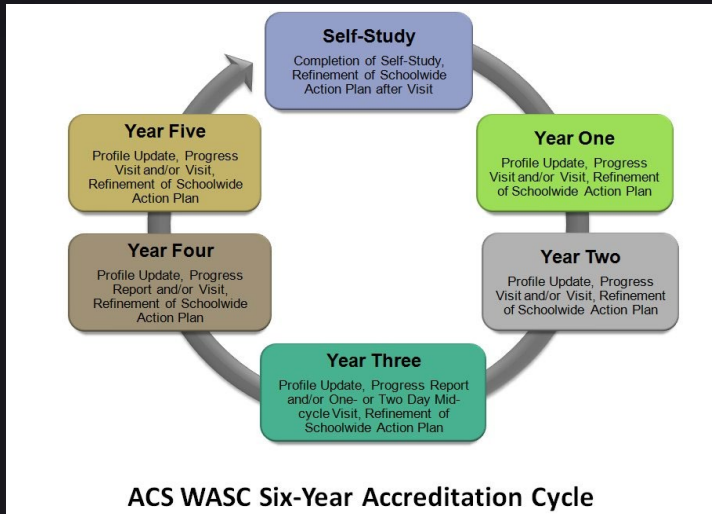 Self-Study
Completion of Self-Study,
Refinement of Schoolwide
Action Plan after Visit
Year One
Profile Update, Progress
Visit and/or Visit, Refinement
of Schoolwide Action Plan
Year Two
Profile Update, Progress
Visit and/or Visit, Refinement
of Schoolwide Action Plan
Year Three
Profile Update, Progress Report
and/or One- or Two Day Mid-
cycle Visit, Refinement of
Schoolwide Action Plan
Year Four
Profile Update, Progress
Report and/or Visit,
Refinement of Schoolwide
Action Plan
Year Five
Profile Update, Progress
Visit and/or Visit,
Refinement of Schoolwide
Action Plan
ACS WASC Six-Year Accreditation Cycle